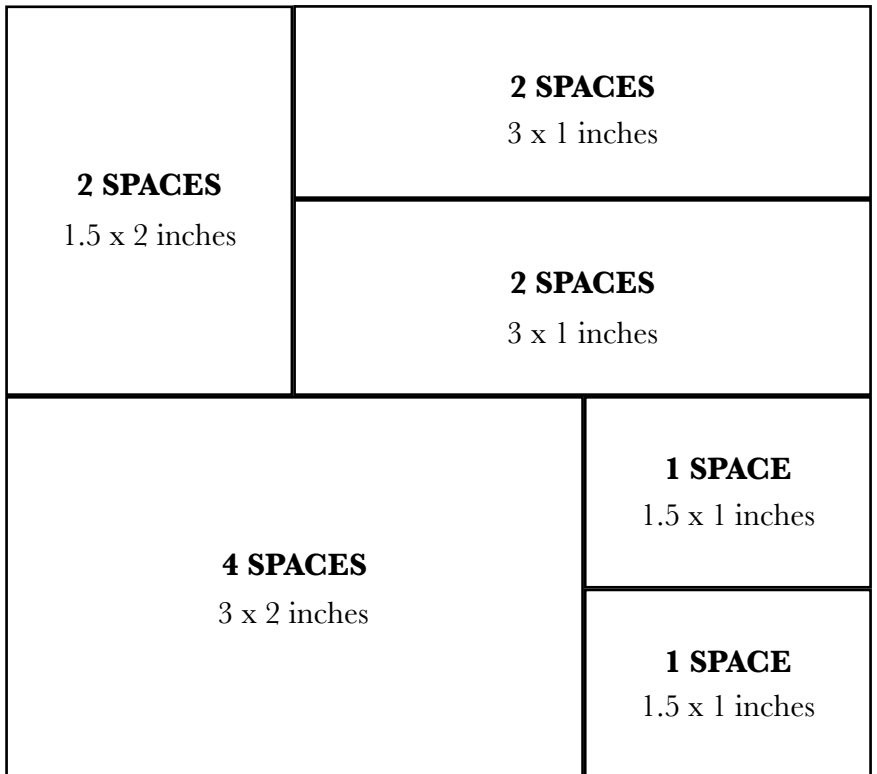 2 SPACES
1.5 x 2 inches
2 SPACES
3 x 1 inches
2 SPACES
3 x 1 inches
4 SPACES
3 x 2 inches
1 SPACE
1.5 x 1 inches
1 SPACE
1.5 x 1 inches